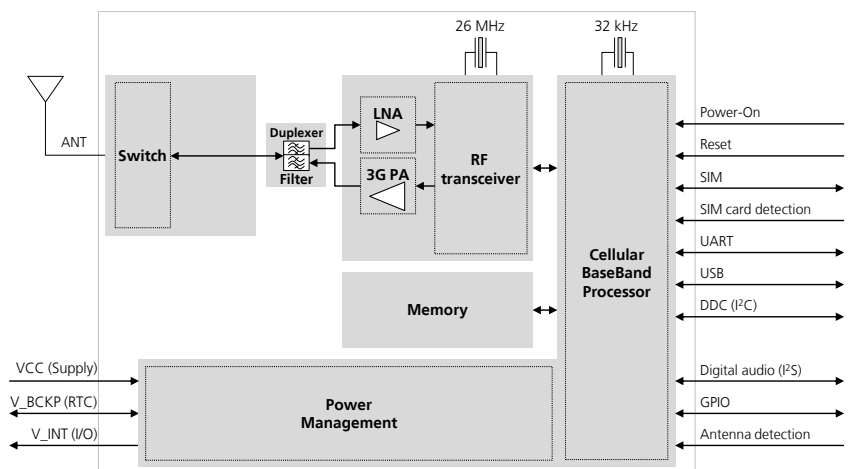 26 MHz
32 kHz
ANT
Switch
Duplexer
Filter
LNA
3G PA
RF
transceiver
Cellular
BaseBand
Processor
Memory
Power
Management
Power-On
Reset
SIM
SIM card detection
UART
USB
DDC (I²C)
Digital audio (I²S)
GPIO
Antenna detection
VCC (Supply)
V_BCKP (RTC)
V_INT (I/O)